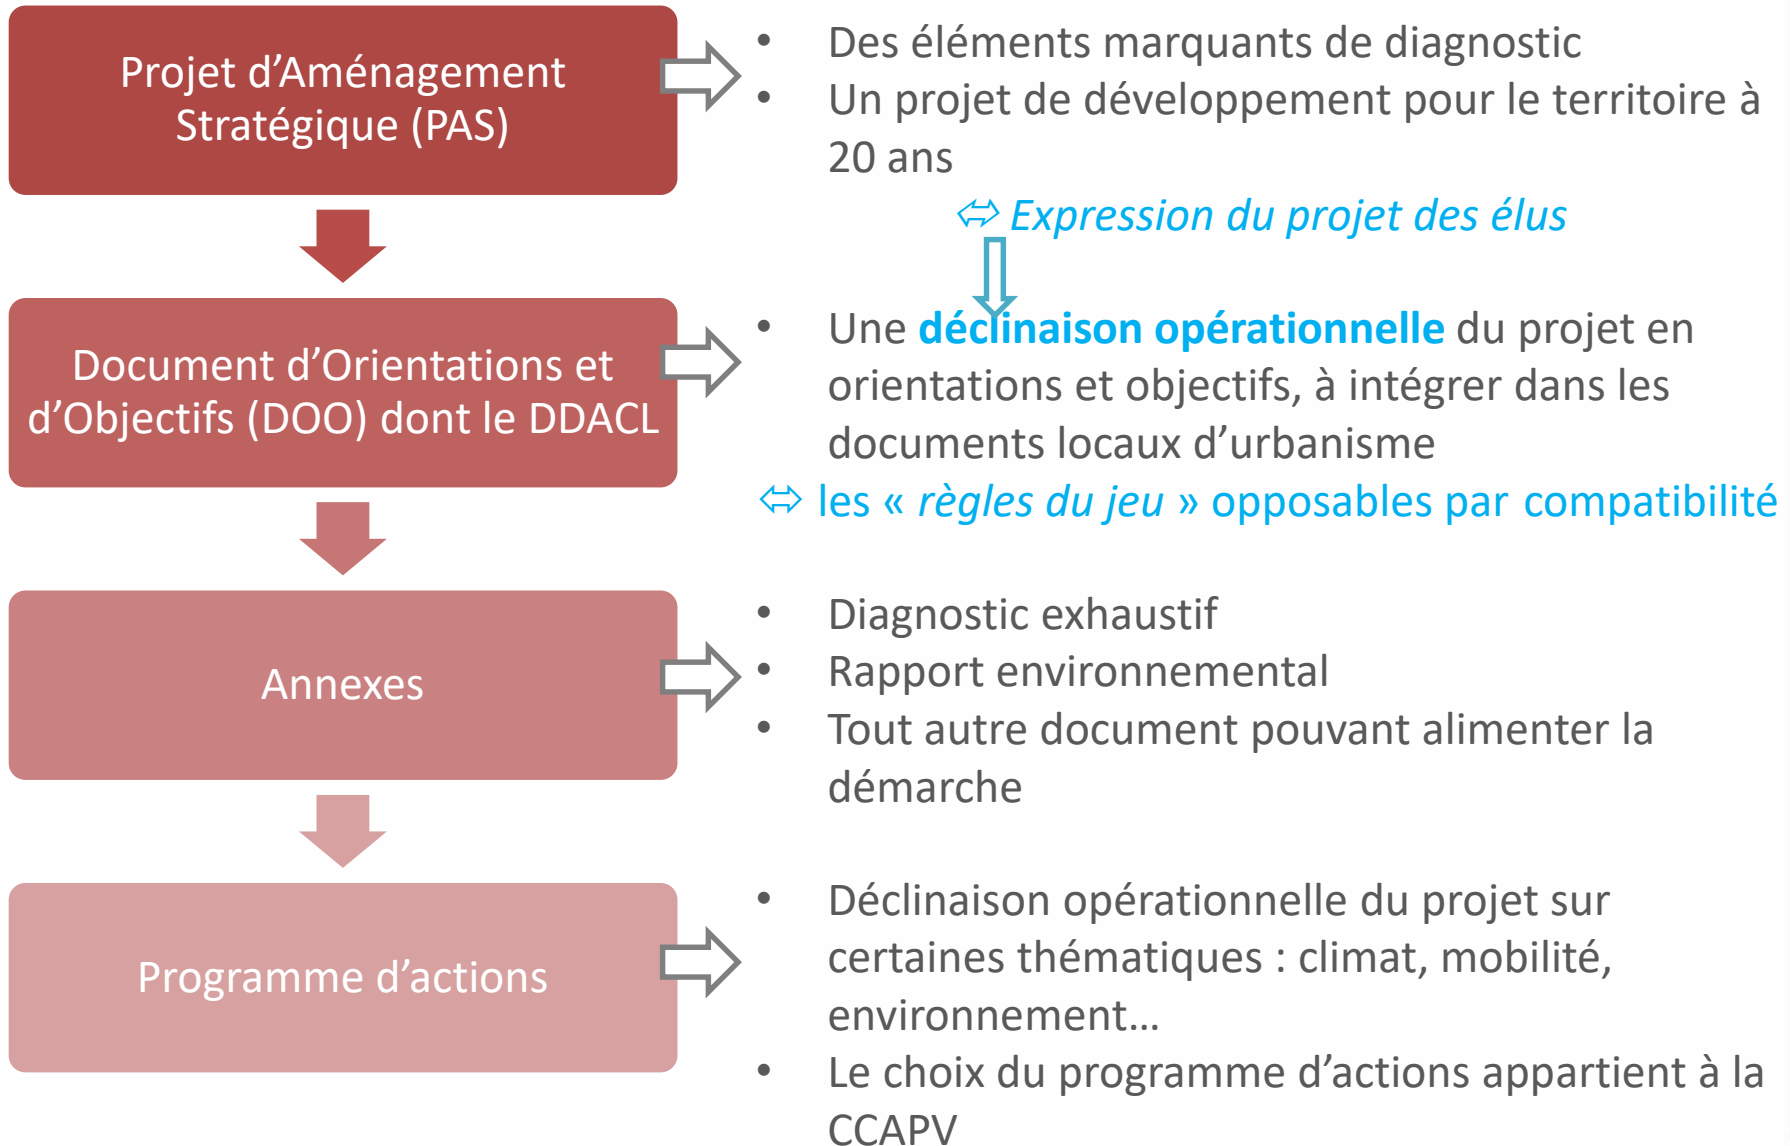 Projet d’Aménagement
Stratégique (PAS)
• Des éléments marquants de diagnostic
• Un projet de développement pour le territoire à
20 ans
⇔ Expression du projet des élus
Document d’Orientations et
d’Objectifs (DOO) dont le DDACL
• Une déclinaison opérationnelle du projet en
orientations et objectifs, à intégrer dans les
documents locaux d’urbanisme
⇔ les « règles du jeu » opposables par compatibilité
Annexes
• Diagnostic exhaustif
• Rapport environnemental
• Tout autre document pouvant alimenter la
démarche
Programme d’actions
• Déclinaison opérationnelle du projet sur
certaines thématiques : climat, mobilité,
environnement…
• Le choix du programme d’actions appartient à la
CCAPV